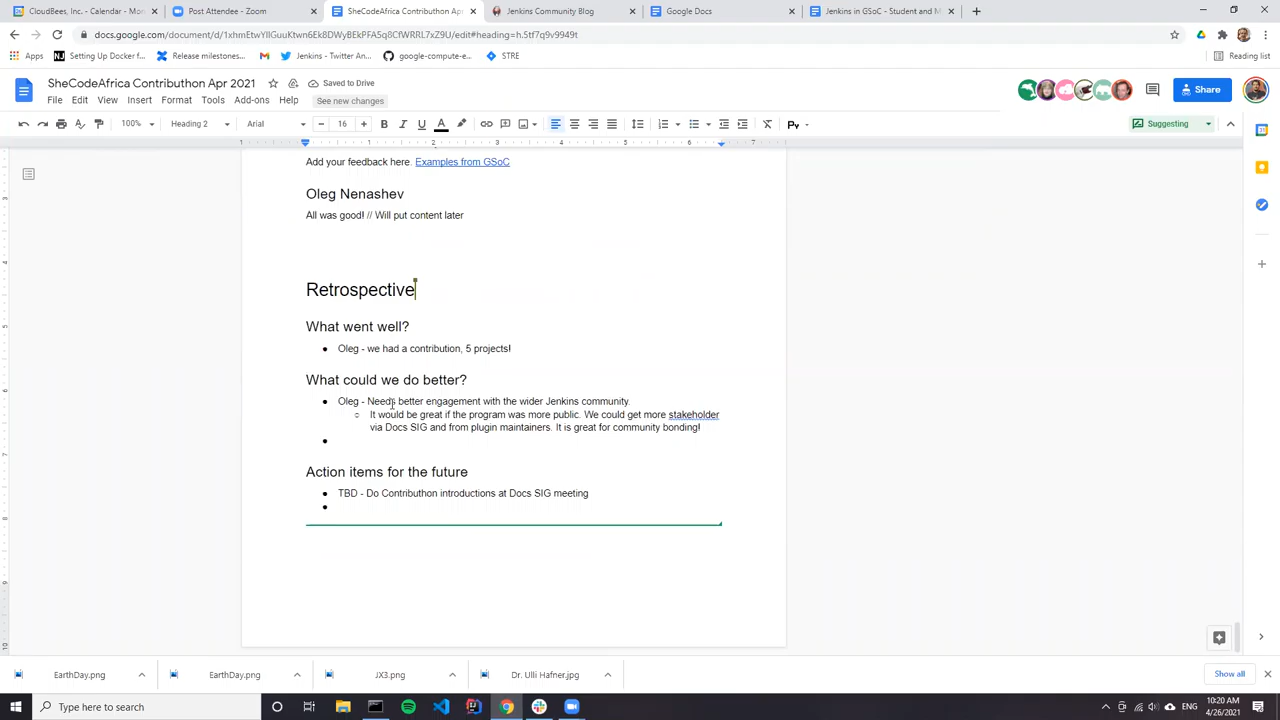 CloudBees, Inc. - Calendar - Mon
Post Attendee - Zoom
SheCodeAfrica Contribution Apr
Jenkins Community Blog
Google Docs
Jenkins in GSoC - Student and M
docs.google.com/document/d/
Apps
Setting Up Docker f...
Release milestones...
Jenkins - Twitter An...
google-compute-e...
STRE
Reading list
SheCodeAfrica Contribution Apr 2021
Saved to Drive
Share
File Edit View Insert Format Tools Add-ons Help See new changes
100% Heading 2 Arial 16 B I U A Suggesting
Add your feedback here. Examples from GSoC
Oleg Nenashev
All was good! // Will put content later
Retrospective
What went well?
Oleg - we had a contribution, 5 projects!
What could we do better?
Oleg - Needs better engagement with the wider Jenkins community.
It would be great if the program was more public. We could get more stakeholder
via Docs SIG and from plugin maintainers. It is great for community bonding!
Action items for the future
TBD - Do Contributhon introductions at Docs SIG meeting
EarthDay.png
EarthDay.png
JX3.png
Dr. Ulli Hafner.jpg
Show all
Type here to search
ENG
10:20 AM
4/26/2021